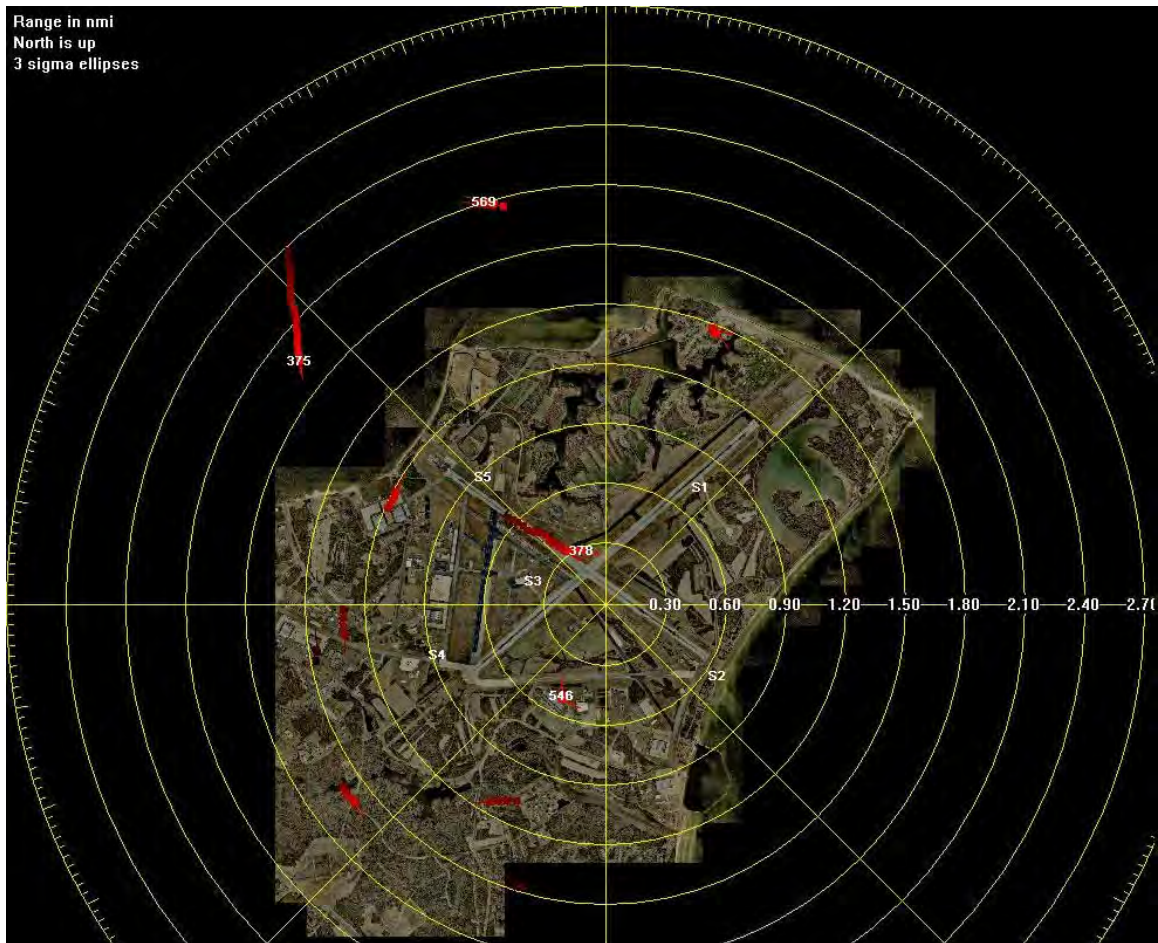 Range in nmi
North is up
3 sigma ellipses
569
375
S5
S1
378
S3
0.30 0.60 0.90 1.20 1.50 1.80 2.10 2.40 2.70
S4
S2
546